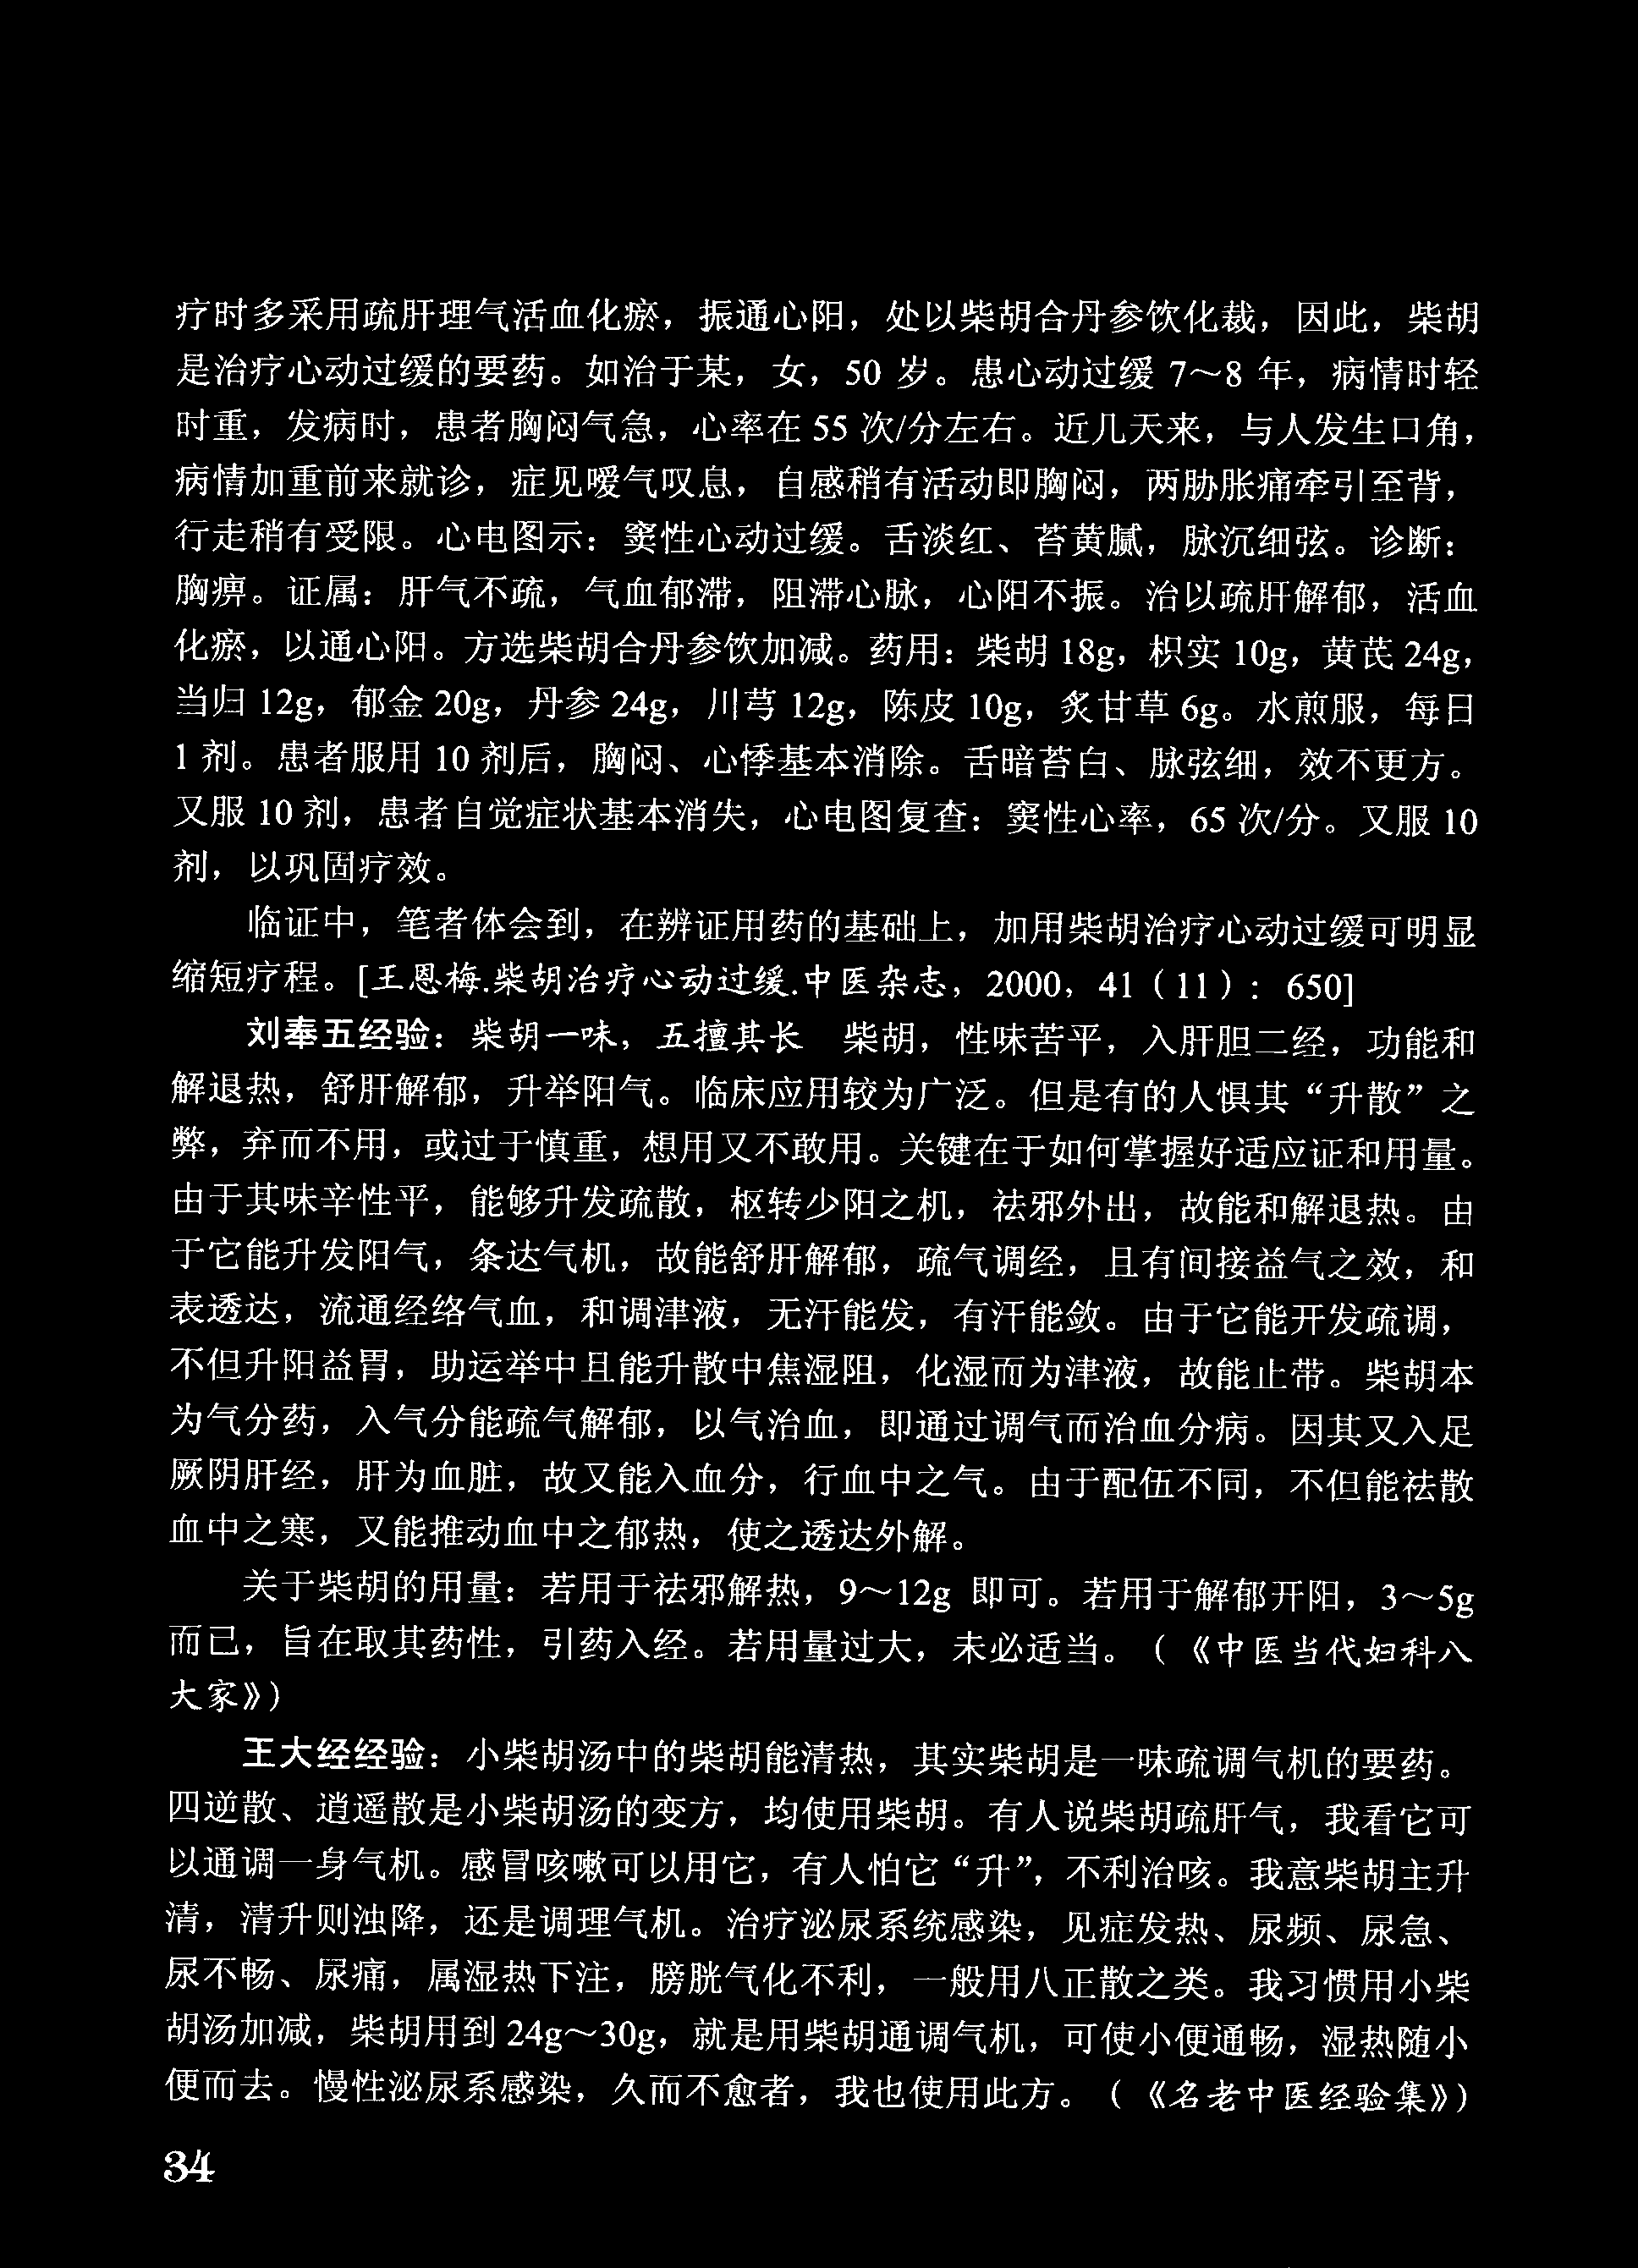 疗时多采用疏肝理气活血化瘀，振通心阳，处以柴胡合丹参饮化裁，因此，柴胡
是治疗心动过缓的要药。如治于某，女，50 岁。患心动过缓 7～8 年，病情时轻
时重，发病时，患者胸闷气急，心率在 55 次/分左右。近几天来，与人发生口角，
病情加重前来就诊，症见嗳气叹息，自感稍有活动即胸闷，两胁胀痛牵引至背，
行走稍有受限。心电图示：窦性心动过缓。舌淡红、苔黄腻，脉沉细弦。诊断：
胸痹。证属：肝气不疏，气血郁滞，阻滞心脉，心阳不振。治以疏肝解郁，活血
化瘀，以通心阳。方选柴胡合丹参饮加减。药用：柴胡 18g，枳实 10g，黄芪 24g，
当归 12g，郁金 20g，丹参 24g，川芎 12g，陈皮 10g，炙甘草 6g。水煎服，每日
1 剂。患者服用 10 剂后，胸闷、心悸基本消除。舌暗苔白、脉弦细，效不更方。
又服 10 剂，患者自觉症状基本消失，心电图复查：窦性心率，65 次/分。又服 10
剂，以巩固疗效。
临证中，笔者体会到，在辨证用药的基础上，加用柴胡治疗心动过缓可明显
缩短疗程。[王恩梅.柴胡治疗心动过缓.中医杂志，2000，41（11）：650]
刘奉五经验：柴胡一味，五擅其长　柴胡，性味苦平，入肝胆二经，功能和
解退热，舒肝解郁，升举阳气。临床应用较为广泛。但是有的人惧其“升散”之
弊，弃而不用，或过于慎重，想用又不敢用。关键在于如何掌握好适应证和用量。
由于其味辛性平，能够升发疏散，枢转少阳之机，祛邪外出，故能和解退热。由
于它能升发阳气，条达气机，故能舒肝解郁，疏气调经，且有间接益气之效，和
表透达，流通经络气血，和调津液，无汗能发，有汗能敛。由于它能开发疏调，
不但升阳益胃，助运举中且能升散中焦湿阻，化湿而为津液，故能止带。柴胡本
为气分药，入气分能疏气解郁，以气治血，即通过调气而治血分病。因其又入足
厥阴肝经，肝为血脏，故又能入血分，行血中之气。由于配伍不同，不但能祛散
血中之寒，又能推动血中之郁热，使之透达外解。
关于柴胡的用量：若用于祛邪解热，9～12g 即可。若用于解郁开阳，3～5g
而已，旨在取其药性，引药入经。若用量过大，未必适当。（《中医当代妇科八
大家》）
王大经经验：小柴胡汤中的柴胡能清热，其实柴胡是一味疏调气机的要药。
四逆散、逍遥散是小柴胡汤的变方，均使用柴胡。有人说柴胡疏肝气，我看它可
以通调一身气机。感冒咳嗽可以用它，有人怕它“升”，不利治咳。我意柴胡主升
清，清升则浊降，还是调理气机。治疗泌尿系统感染，见症发热、尿频、尿急、
尿不畅、尿痛，属湿热下注，膀胱气化不利，一般用八正散之类。我习惯用小柴
胡汤加减，柴胡用到 24g～30g，就是用柴胡通调气机，可使小便通畅，湿热随小
便而去。慢性泌尿系感染，久而不愈者，我也使用此方。（《名老中医经验集》）
34